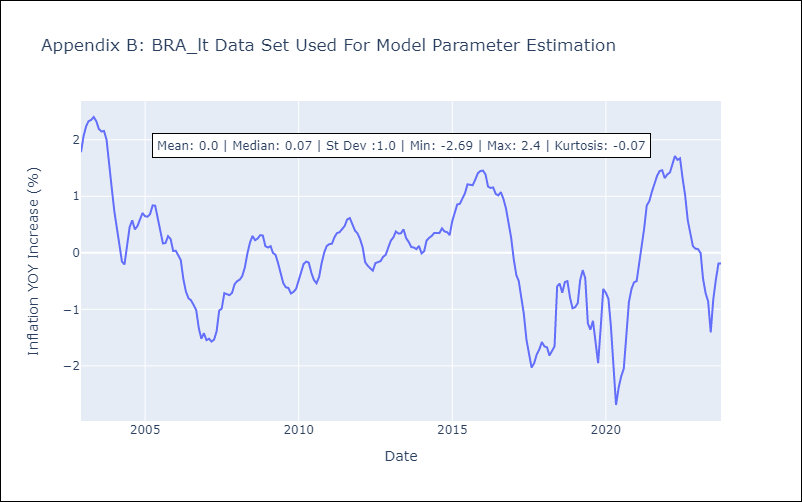 Appendix B: BRA_lt Data Set Used For Model Parameter Estimation
Mean: 0.0 | Median: 0.07 | St Dev :1.0 | Min: -2.69 | Max: 2.4 | Kurtosis: -0.07
Inflation YOY Increase (%)
2
1
0
−1
−2
2005
2010
2015
2020
Date